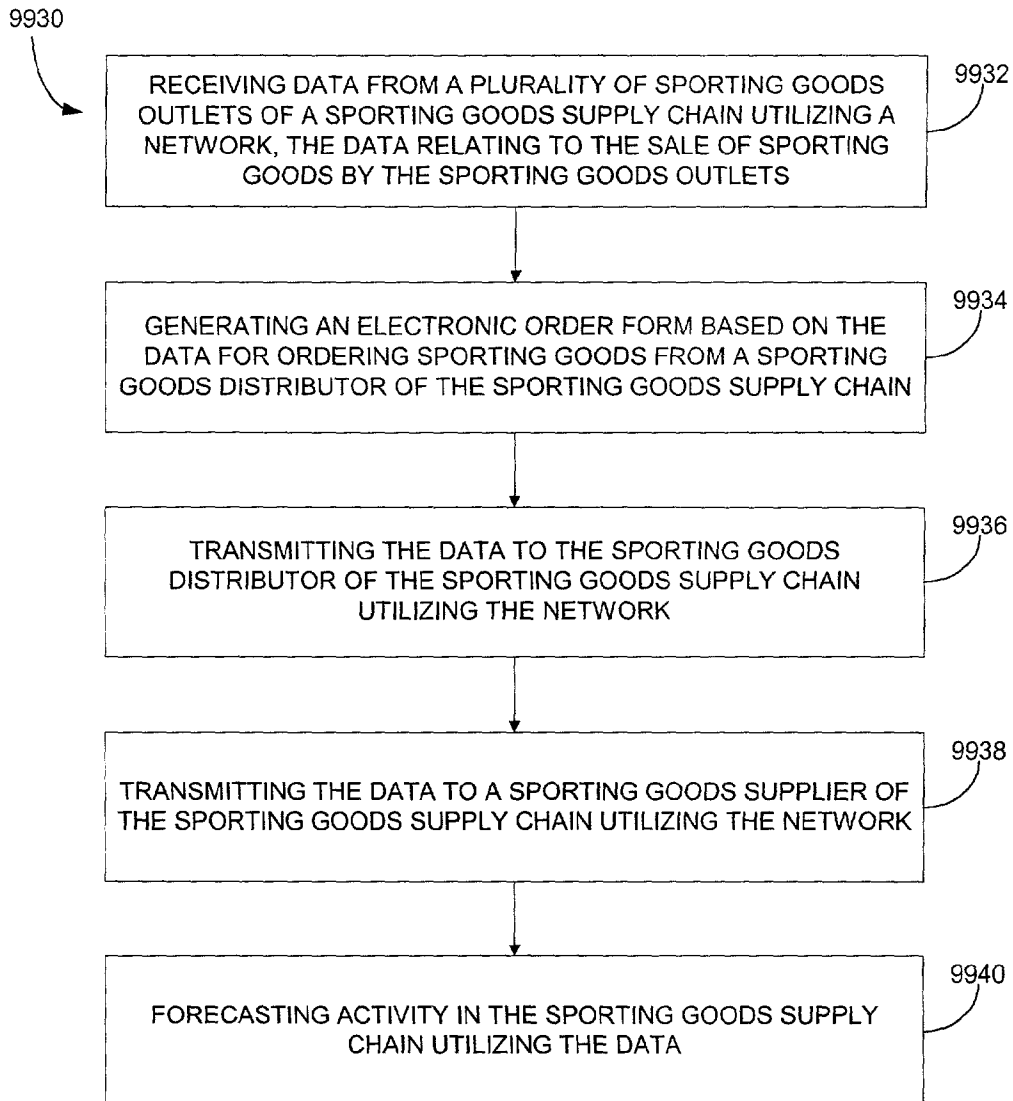 9930
RECEIVING DATA FROM A PLURALITY OF SPORTING GOODS
OUTLETS OF A SPORTING GOODS SUPPLY CHAIN UTILIZING A
NETWORK, THE DATA RELATING TO THE SALE OF SPORTING
GOODS BY THE SPORTING GOODS OUTLETS
9932
GENERATING AN ELECTRONIC ORDER FORM BASED ON THE
DATA FOR ORDERING SPORTING GOODS FROM A SPORTING
GOODS DISTRIBUTOR OF THE SPORTING GOODS SUPPLY CHAIN
9934
TRANSMITTING THE DATA TO THE SPORTING GOODS
DISTRIBUTOR OF THE SPORTING GOODS SUPPLY CHAIN
UTILIZING THE NETWORK
9936
TRANSMITTING THE DATA TO A SPORTING GOODS SUPPLIER OF
THE SPORTING GOODS SUPPLY CHAIN UTILIZING THE NETWORK
9938
FORECASTING ACTIVITY IN THE SPORTING GOODS SUPPLY
CHAIN UTILIZING THE DATA
9940